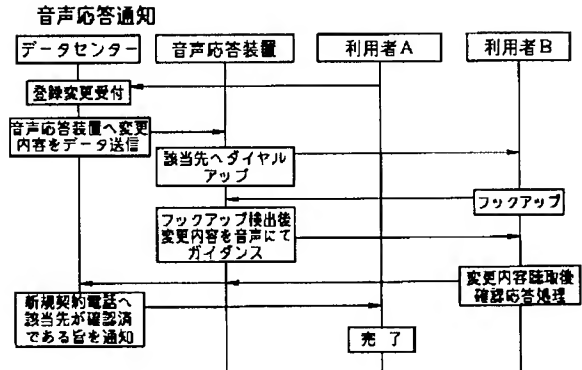 音声応答通知
データセンター
音声応答装置
利用者A
利用者B
登録変更受付
音声応答装置へ変更
内容をデータ送信
該当先へダイヤル
アップ
フックアップ
フックアップ検出後
変更内容を音声にて
ガイダンス
変更内容聴取後
確認応答処理
新規契約電話へ
該当先が確認済
である旨を通知
完了